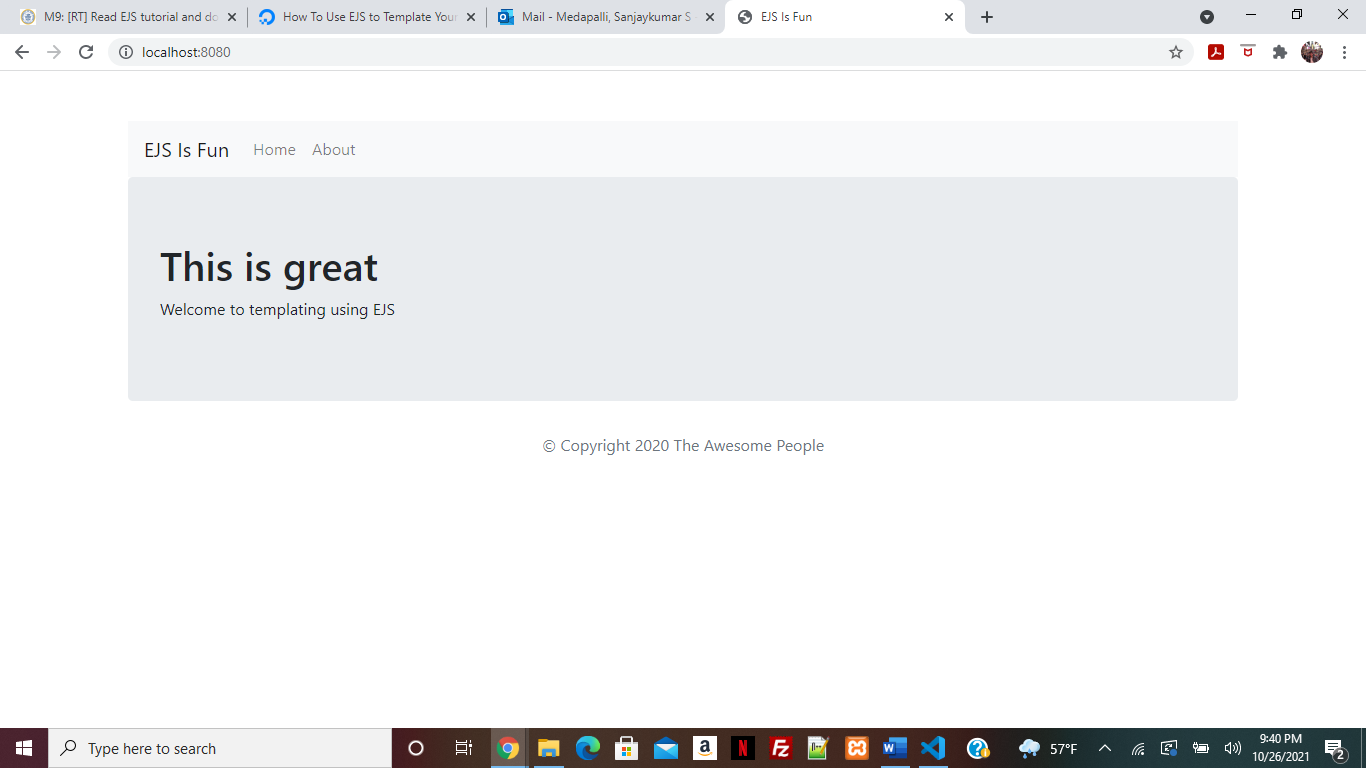 M9: [RT] Read EJS tutorial and do
How To Use EJS to Template Your
Mail - Medapalli, Sanjaykumar S
EJS Is Fun
localhost:8080
EJS Is Fun Home About
This is great
Welcome to templating using EJS
© Copyright 2020 The Awesome People
Type here to search
57°F
9:40 PM
10/26/2021
2